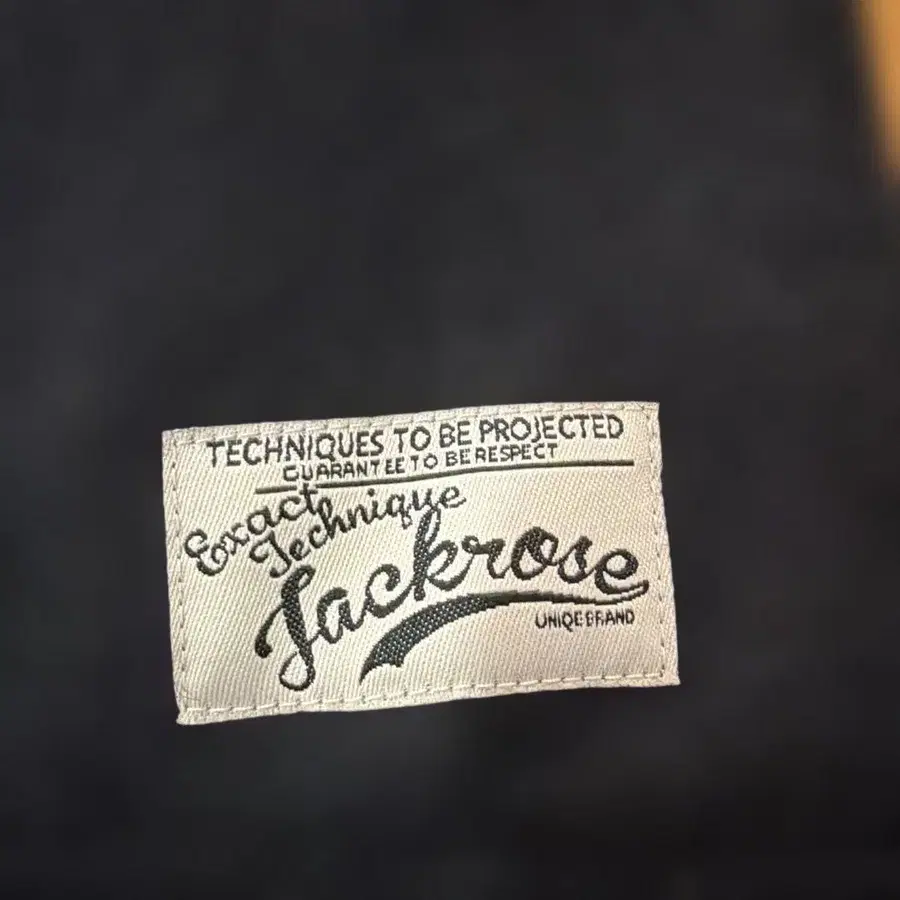 TECHNIQUES TO BE PROJECTED
GUARANTEE TO BE RESPECT
Exact
Technique
Jackrose
UNIQE BRAND